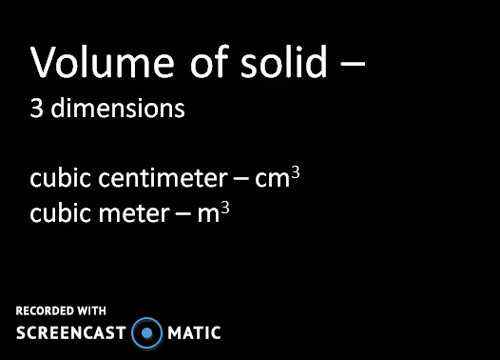 Volume of solid –
3 dimensions
cubic centimeter – cm³
cubic meter – m³
RECORDED WITH
SCREENCAST MATIC